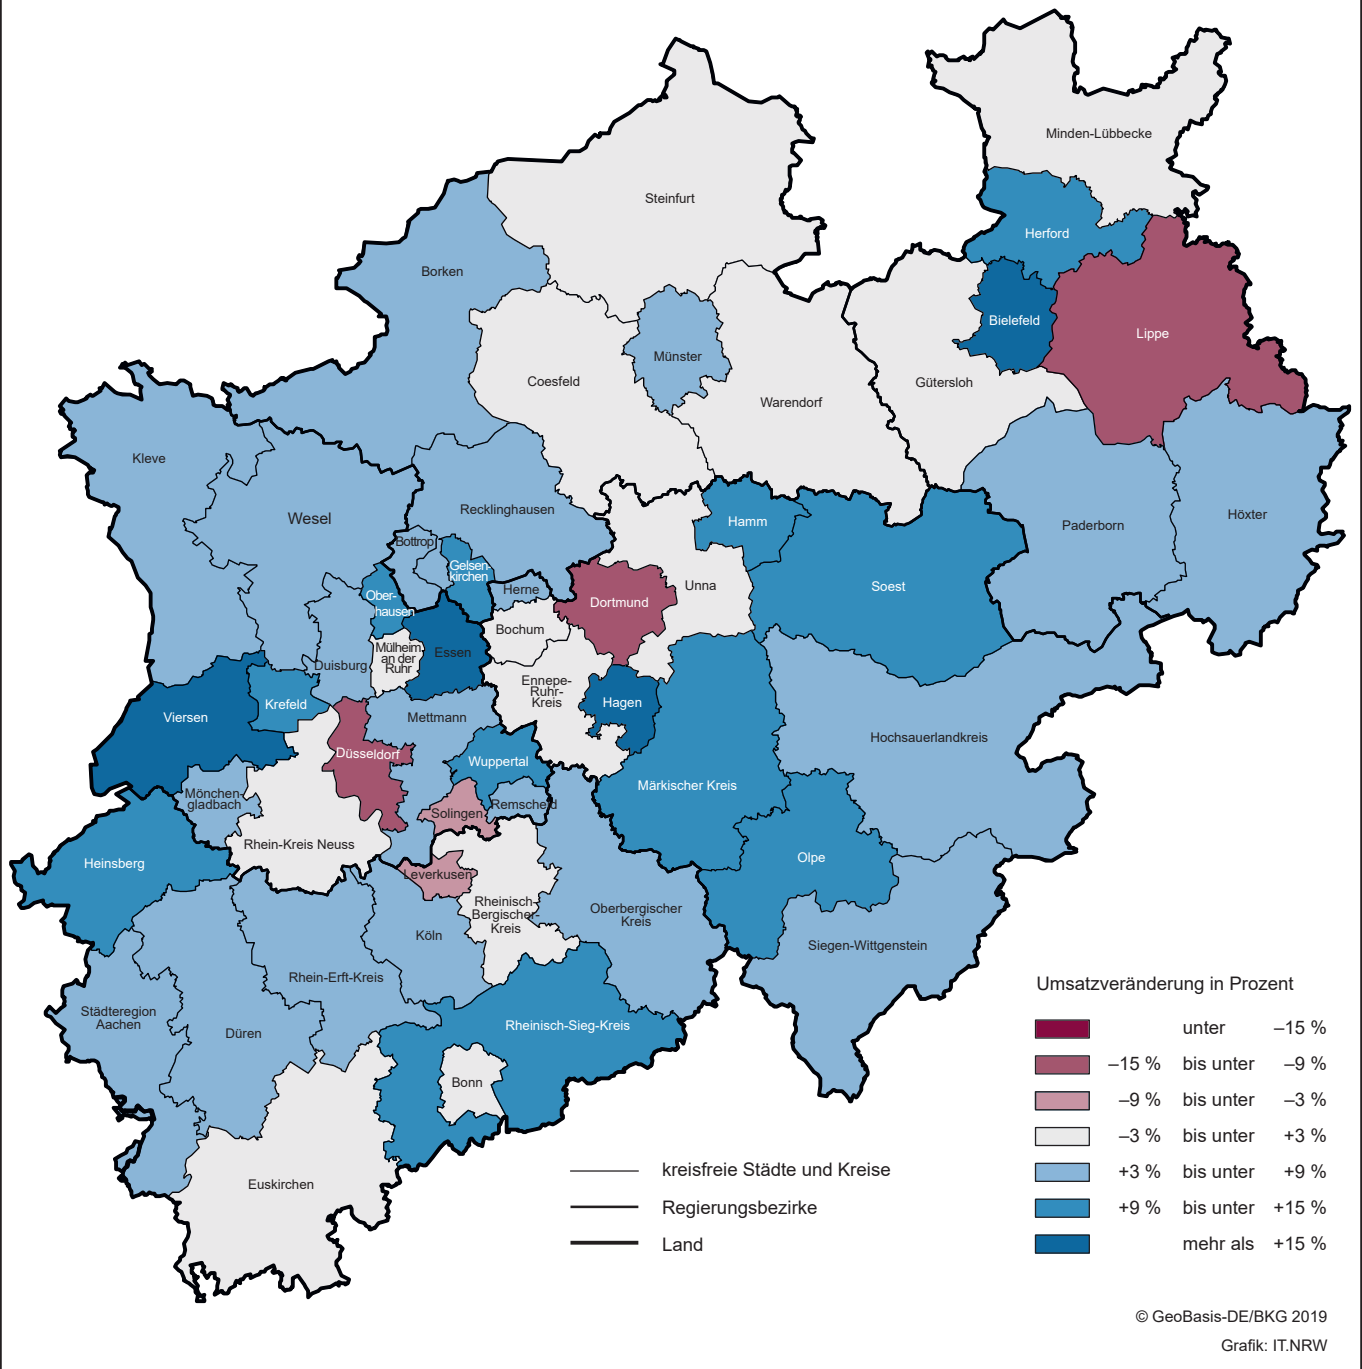 Minden-Lübbecke
Steinfurt
Herford
Borken
Bielefeld
Lippe
Münster
Coesfeld
Gütersloh
Warendorf
Kleve
Recklinghausen
Wesel
Hamm
Höxter
Paderborn
Bottrop
Gelsen-
kirchen
Soest
Unna
Herne
Ober-
hausen
Dortmund
Bochum
Mülheim
an der
Ruhr
Essen
Duisburg
Ennepe-
Ruhr-
Kreis
Hagen
Krefeld
Viersen
Mettmann
Hochsauerlandkreis
Düsseldorf
Wuppertal
Märkischer Kreis
Mönchen-
gladbach
Remscheid
Solingen
Rhein-Kreis Neuss
Heinsberg
Olpe
Leverkusen
Rheinisch-
Bergischer-
Kreis
Oberbergischer
Kreis
Köln
Siegen-Wittgenstein
Rhein-Erft-Kreis
Städteregion
Aachen
Düren
Rheinisch-Sieg-Kreis
Bonn
Euskirchen
Umsatzveränderung in Prozent
unter –15 %
–15 % bis unter –9 %
–9 % bis unter –3 %
–3 % bis unter +3 %
+3 % bis unter +9 %
+9 % bis unter +15 %
mehr als +15 %
kreisfreie Städte und Kreise
Regierungsbezirke
Land
© GeoBasis-DE/BKG 2019
Grafik: IT.NRW